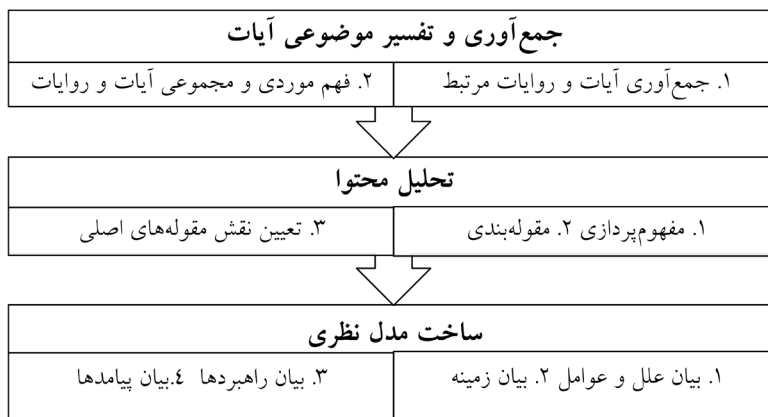 جمع‌آوری و تفسیر موضوعی آیات
۱. جمع‌آوری آیات و روایات مرتبط
۲. فهم موردی و مجموعی آیات و روایات
تحلیل محتوا
۱. مفهوم‌پردازی ۲. مقوله‌بندی
۳. تعیین نقش مقوله‌های اصلی
ساخت مدل نظری
۱. بیان علل و عوامل ۲. بیان زمینه
۳. بیان راهبردها ٤.بیان پیامدها